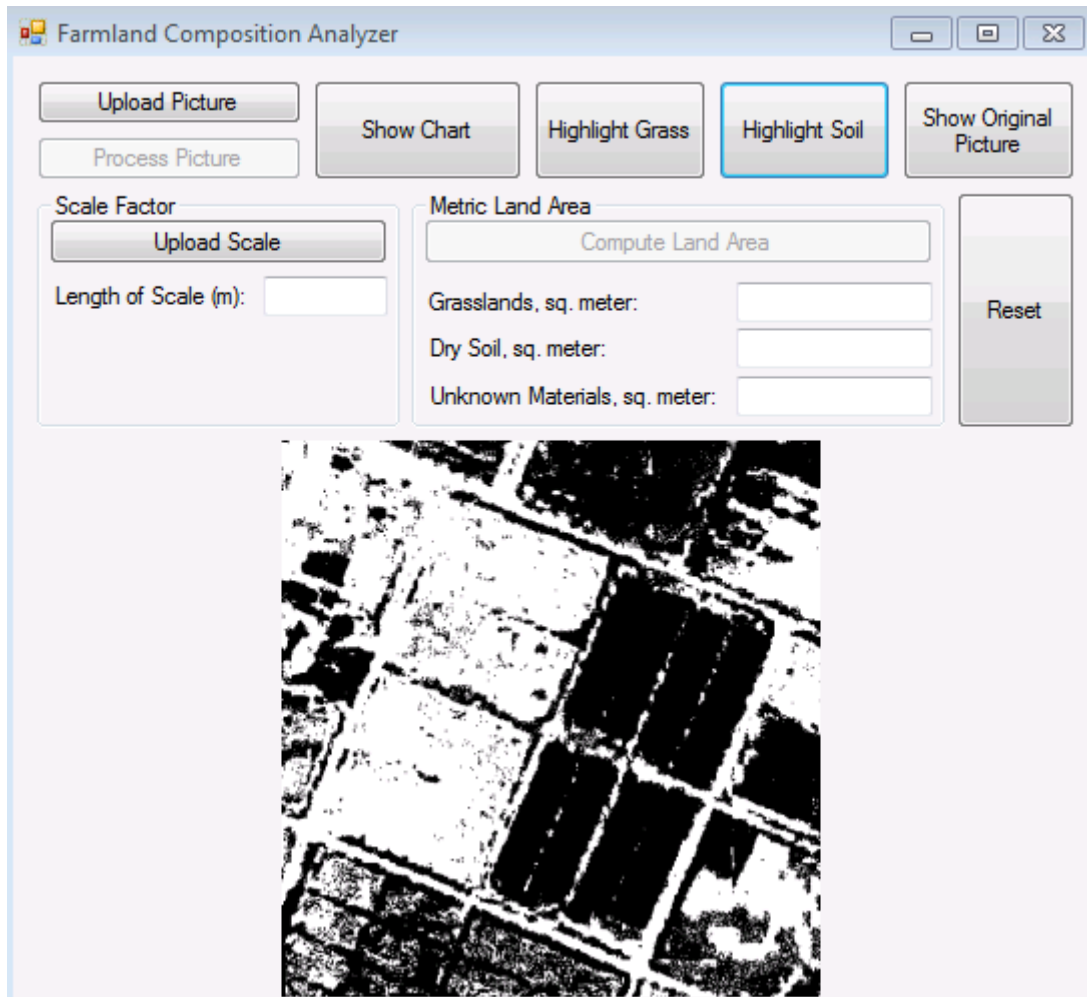 Farmland Composition Analyzer
Upload Picture
Process Picture
Show Chart
Highlight Grass
Highlight Soil
Show Original
Picture
Scale Factor
Upload Scale
Length of Scale (m):
Metric Land Area
Compute Land Area
Grasslands, sq. meter:
Dry Soil, sq. meter:
Unknown Materials, sq. meter:
Reset